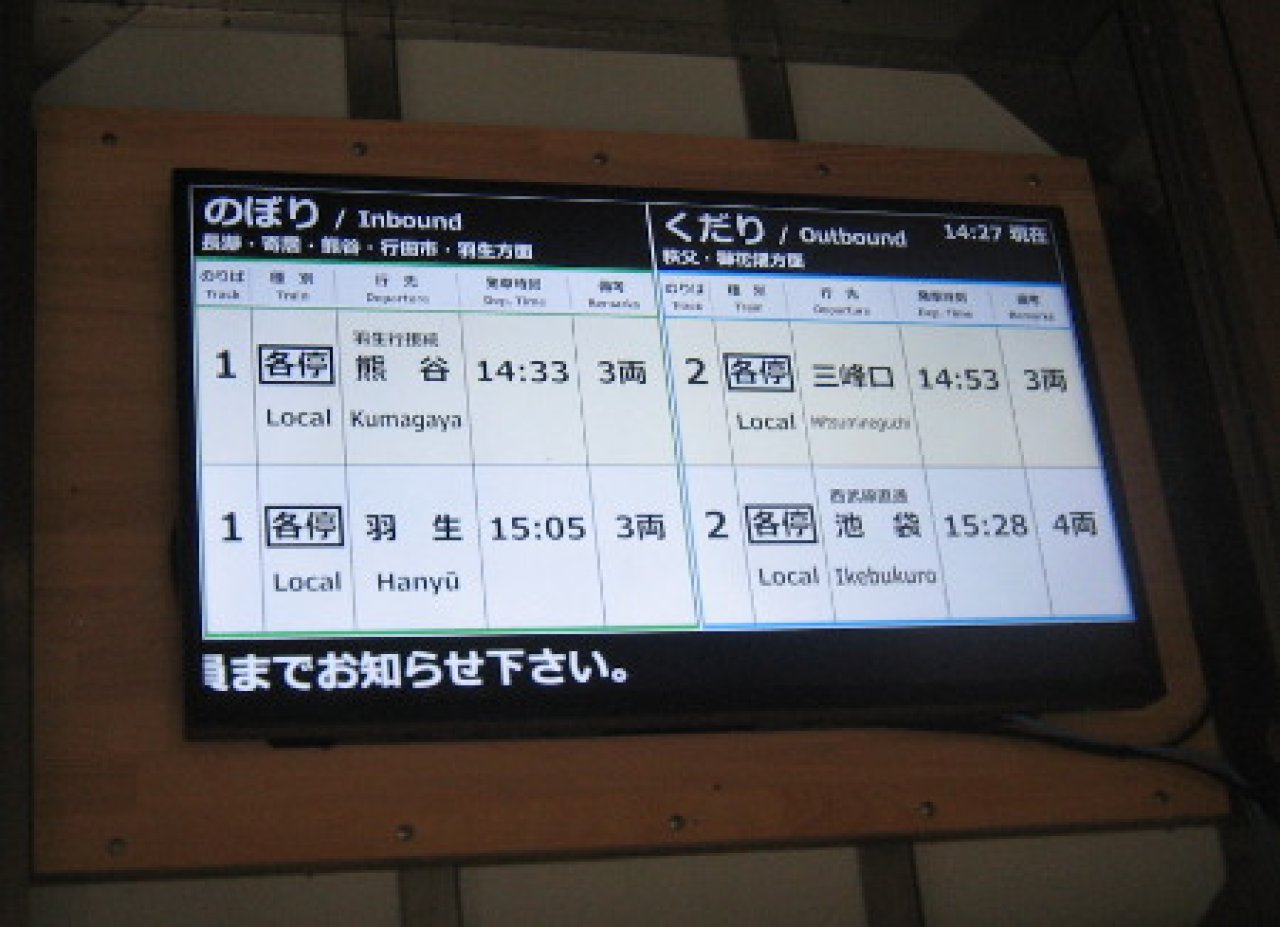 のぼり / Inbound
長瀞・寄居・熊谷・行田市・羽生方面
のりば 種別 行先 発車時刻 備考
Track Train Departure Dep. Time Remarks
1 各停 羽生行接続 熊谷 14:33 3両
Local Kumagaya
1 各停 羽生 15:05 3両
Local Hanyū
くだり / Outbound 14:27 現在
秩父・御花畑方面
のりば 種別 行先 発車時刻 備考
Track Train Departure Dep. Time Remarks
2 各停 三峰口 14:53 3両
Local Mitsumineguchi
2 各停 西武線直通 池袋 15:28 4両
Local Ikebukuro
員までお知らせ下さい。